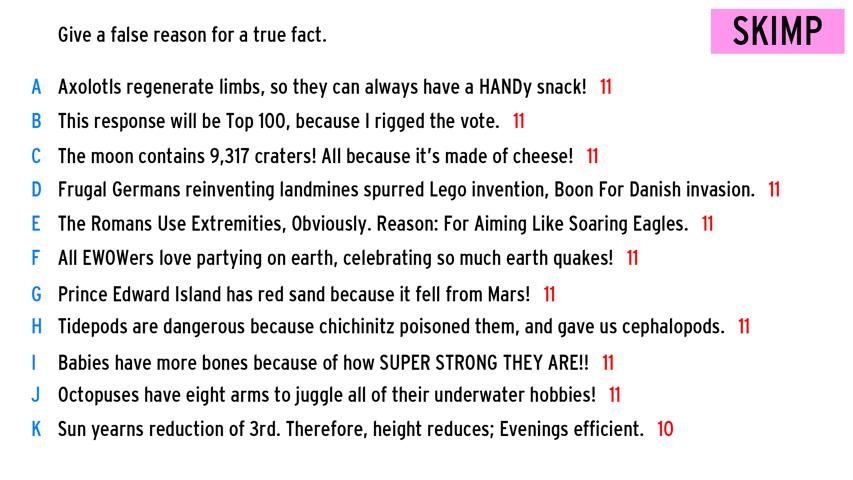 Give a false reason for a true fact.
SKIMP
A Axolotls regenerate limbs, so they can always have a HANDy snack! 11
B This response will be Top 100, because I rigged the vote. 11
C The moon contains 9,317 craters! All because it's made of cheese! 11
D Frugal Germans reinventing landmines spurred Lego invention, Boon For Danish invasion. 11
E The Romans Use Extremities, Obviously. Reason: For Aiming Like Soaring Eagles. 11
F All EWOWers love partying on earth, celebrating so much earth quakes! 11
G Prince Edward Island has red sand because it fell from Mars! 11
H Tidepods are dangerous because chichinitz poisoned them, and gave us cephalopods. 11
I Babies have more bones because of how SUPER STRONG THEY ARE!! 11
J Octopuses have eight arms to juggle all of their underwater hobbies! 11
K Sun yearns reduction of 3rd. Therefore, height reduces; Evenings efficient. 10